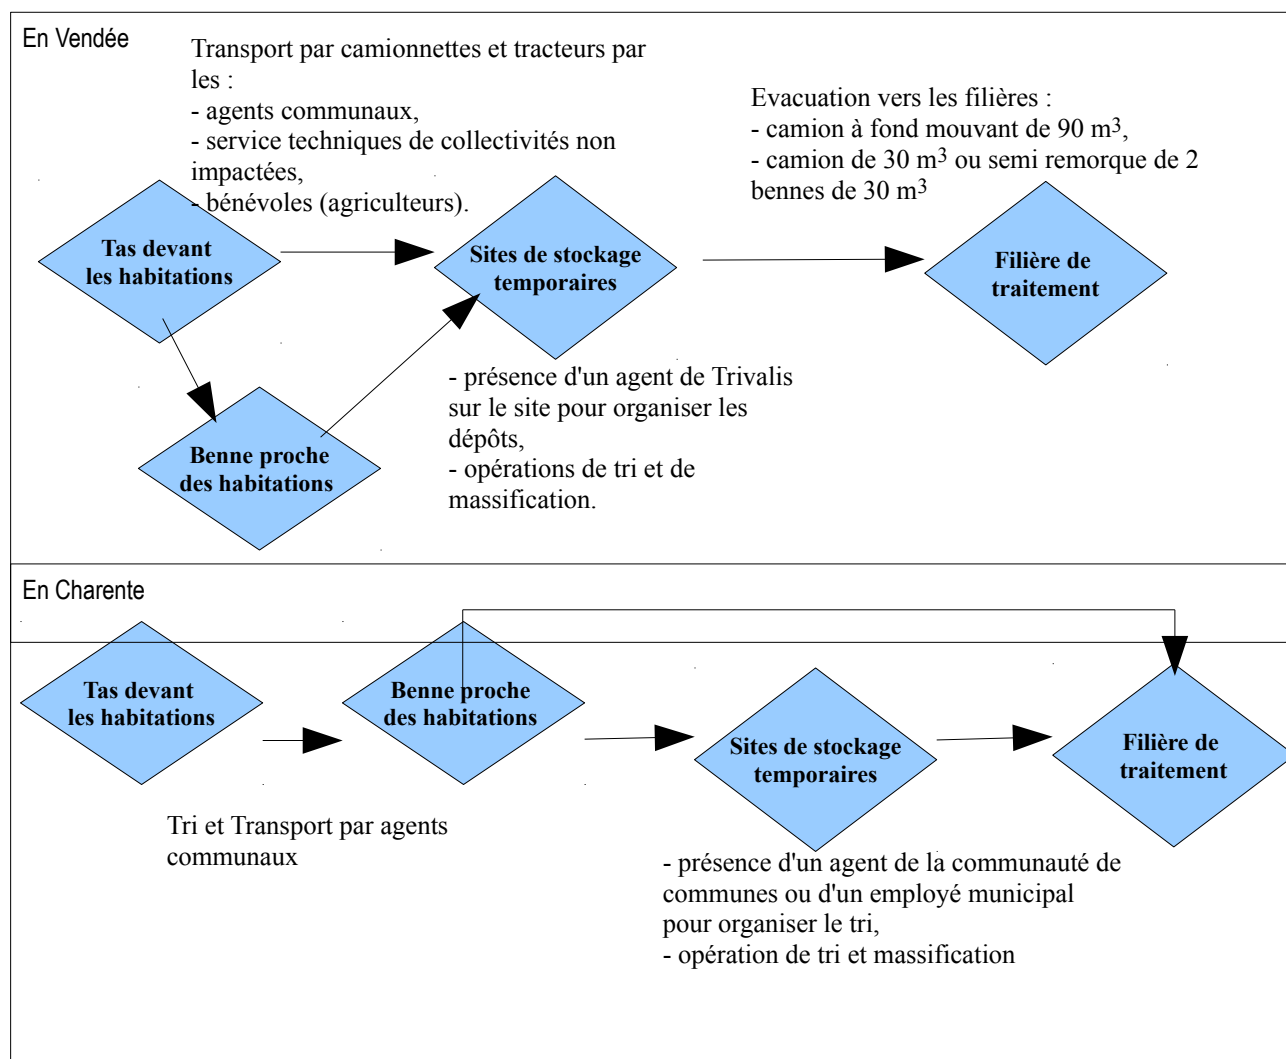 En Vendée
Transport par camionnettes et tracteurs par
les :
- agents communaux,
- service techniques de collectivités non
impactées,
- bénévoles (agriculteurs).
Evacuation vers les filières :
- camion à fond mouvant de 90 m³,
- camion de 30 m³ ou semi remorque de 2
bennes de 30 m³
Tas devant
les habitations
Sites de stockage
temporaires
Filière de
traitement
Benne proche
des habitations
- présence d'un agent de Trivalis
sur le site pour organiser les
dépôts,
- opérations de tri et de
massification.
En Charente
Tas devant
les habitations
Benne proche
des habitations
Sites de stockage
temporaires
Filière de
traitement
Tri et Transport par agents
communaux
- présence d'un agent de la communauté de
communes ou d'un employé municipal
pour organiser le tri,
- opération de tri et massification